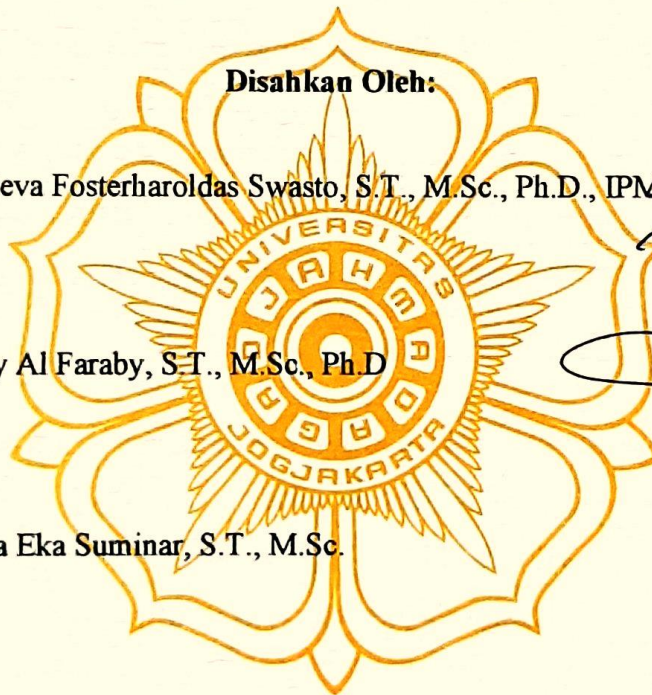 Disahkan Oleh:
eva Fosterharoldas Swasto, S.T., M.Sc., Ph.D., IPM
UNIVERSITAS
GADJAH MADA
y Al Faraby, S.T., M.Sc., Ph.D
JOGJAKARTA
a Eka Suminar, S.T., M.Sc.